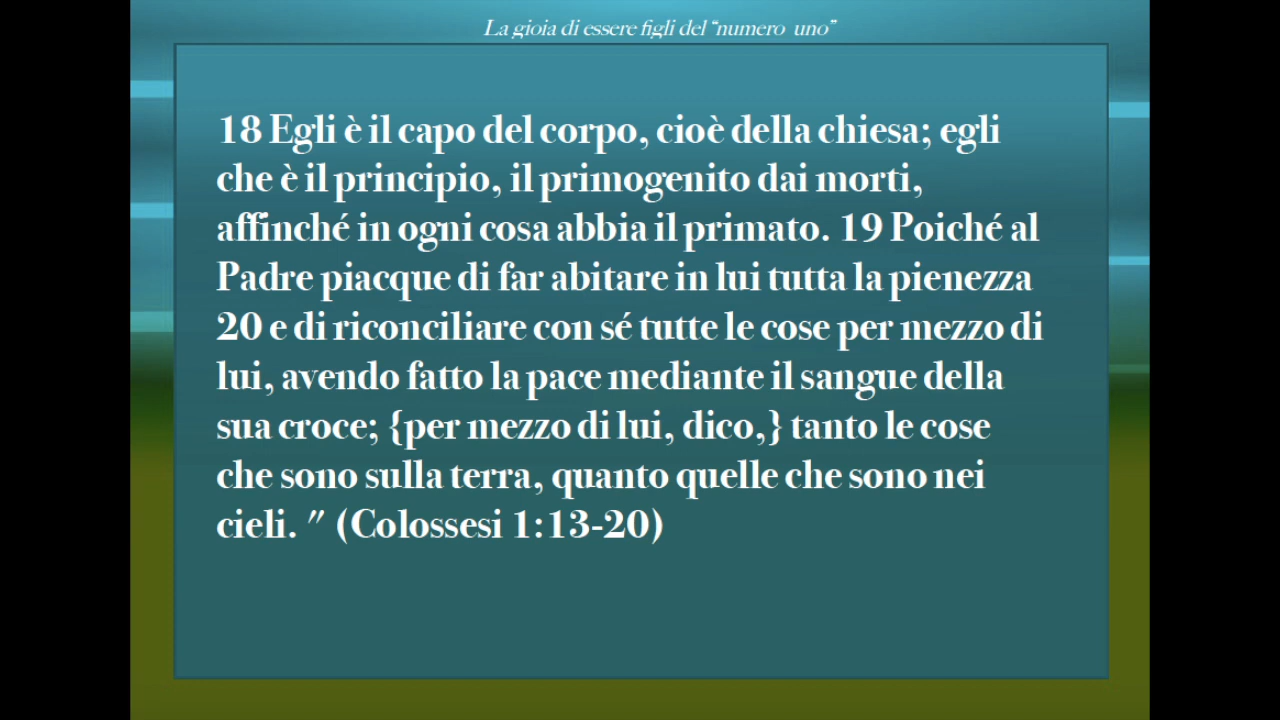 La gioia di essere figli del “numero uno”
18 Egli è il capo del corpo, cioè della chiesa; egli
che è il principio, il primogenito dai morti,
affinché in ogni cosa abbia il primato. 19 Poiché al
Padre piacque di far abitare in lui tutta la pienezza
20 e di riconciliare con sé tutte le cose per mezzo di
lui, avendo fatto la pace mediante il sangue della
sua croce; {per mezzo di lui, dico,} tanto le cose
che sono sulla terra, quanto quelle che sono nei
cieli. " (Colossesi 1:13-20)